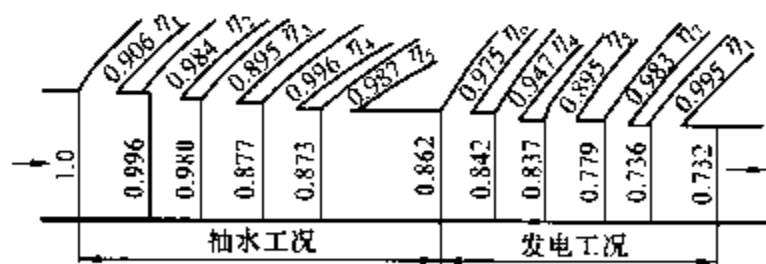 0.906 η₁
0.984 η₂
0.895 η₃
0.996 η₄
0.987 η₅
0.975 η₆
0.947 η₄
0.895 η₃
0.983 η₂
0.995 η₁
1.0
0.996
0.980
0.877
0.873
0.862
0.842
0.837
0.779
0.736
0.732
抽水工况
发电工况